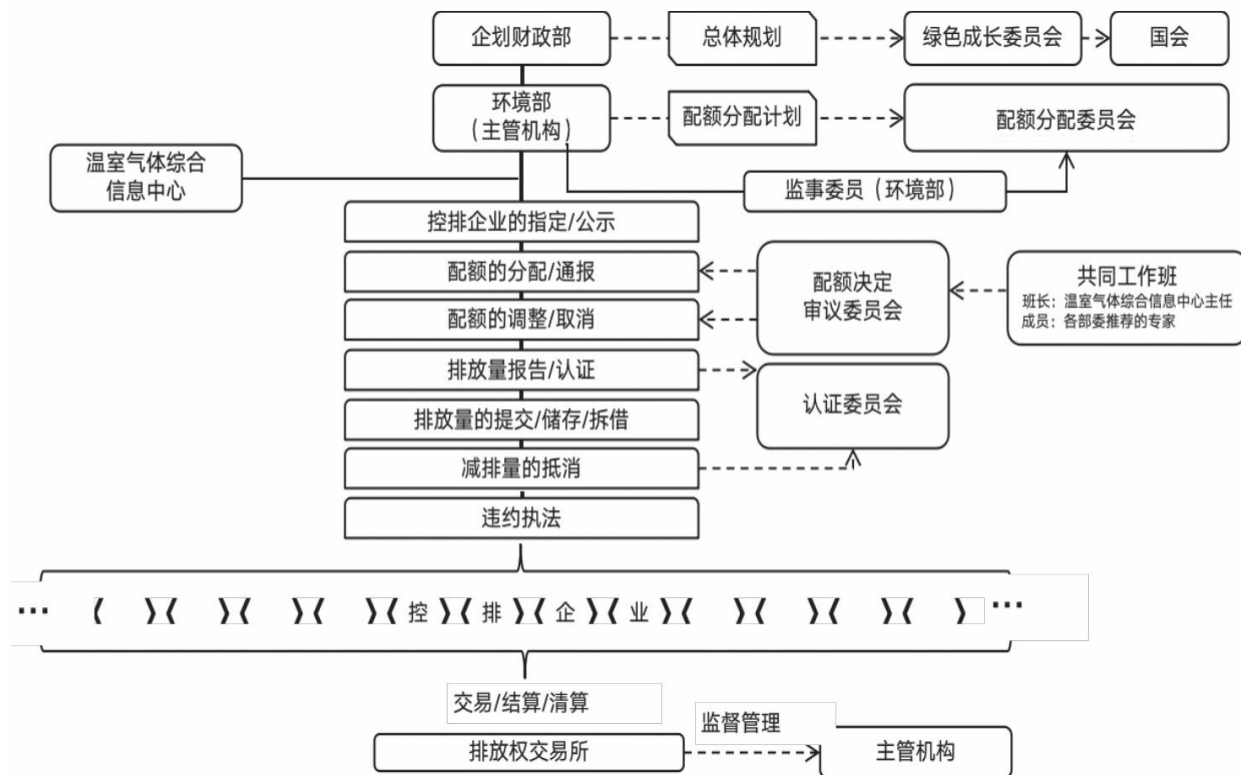 企划财政部
总体规划
绿色成长委员会
国会
环境部
（主管机构）
配额分配计划
配额分配委员会
温室气体综合
信息中心
监事委员（环境部）
控排企业的指定/公示
配额的分配/通报
配额的调整/取消
配额决定
审议委员会
共同工作班
班长：温室气体综合信息中心主任
成员：各部委推荐的专家
排放量报告/认证
认证委员会
排放量的提交/储存/拆借
减排量的抵消
违约执法
··· 控 排 企 业 ···
交易/结算/清算
监督管理
排放权交易所
主管机构